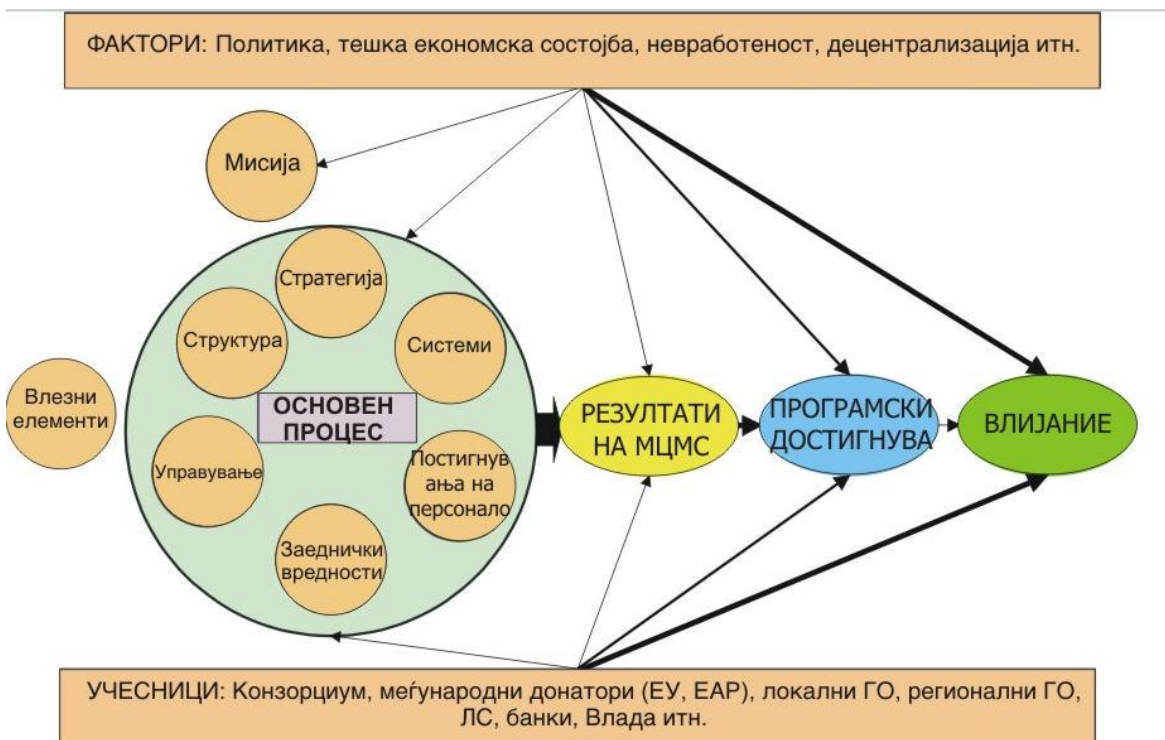 ФАКТОРИ: Политика, тешка економска состојба, невработеност, децентрализација итн.
Мисија
Стратегија
Структура
Системи
Влезни
елементи
ОСНОВЕН
ПРОЦЕС
Управување
Постигнув
ања на
персонало
Заеднички
вредности
РЕЗУЛТАТИ
НА МЦМС
ПРОГРАМСКИ
ДОСТИГНУВА
ВЛИЈАНИЕ
УЧЕСНИЦИ: Конзорциум, меѓународни донатори (ЕУ, ЕАР), локални ГО, регионални ГО,
ЛС, банки, Влада итн.